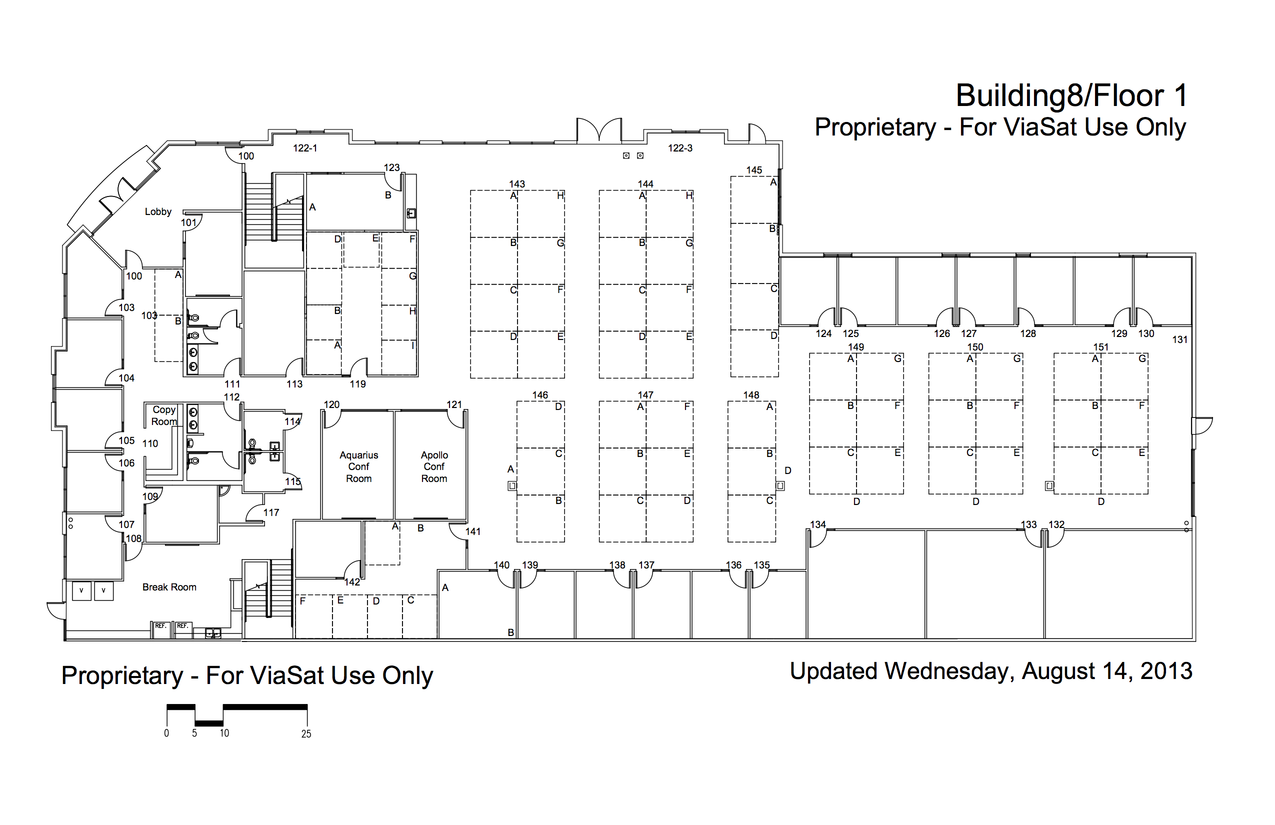 Building8/Floor 1
Proprietary - For ViaSat Use Only
100
122-1
122-3
123
145
A
B
A
143
144
A
H
A
H
Lobby
101
B
G
B
G
B
D
E
F
G
B
H
A
I
100
A
103
103
B
C
F
C
F
C
D
E
D
E
D
124
125
126
127
128
129
130
131
149
150
151
A
G
A
G
A
G
B
F
B
F
B
F
C
E
C
E
C
E
D
D
D
104
111
113
119
112
146
147
148
D
A
F
A
C
B
E
B
B
C
D
C
A
D
Copy
Room
110
105
106
120
121
114
115
Aquarius
Conf
Room
Apollo
Conf
Room
109
107
108
117
A
B
141
142
134
133
132
140
139
138
137
136
135
Break Room
V
V
REF.
REF.
F
E
D
C
A
B
Proprietary - For ViaSat Use Only
Updated Wednesday, August 14, 2013
0
5
10
25